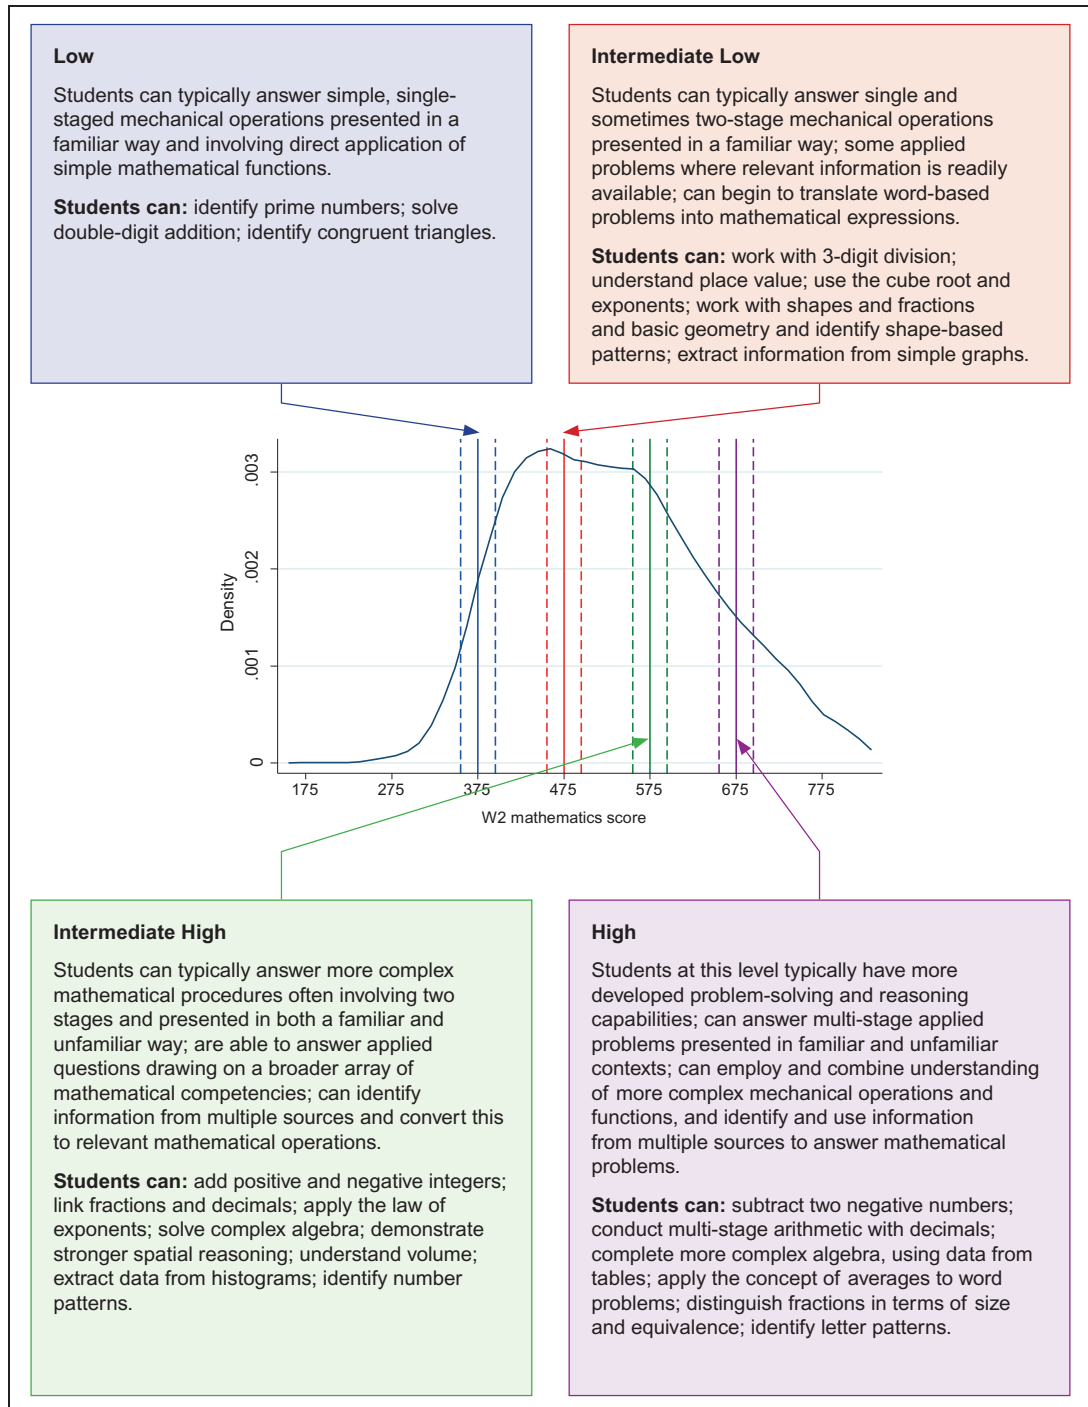 Low
Students can typically answer simple, single-
staged mechanical operations presented in a
familiar way and involving direct application of
simple mathematical functions.
Students can: identify prime numbers; solve
double-digit addition; identify congruent triangles.
Intermediate Low
Students can typically answer single and
sometimes two-stage mechanical operations
presented in a familiar way; some applied
problems where relevant information is readily
available; can begin to translate word-based
problems into mathematical expressions.
Students can: work with 3-digit division;
understand place value; use the cube root and
exponents; work with shapes and fractions
and basic geometry and identify shape-based
patterns; extract information from simple graphs.
Density
.003
.002
.001
0
175 275 375 475 575 675 775
W2 mathematics score
Intermediate High
Students can typically answer more complex
mathematical procedures often involving two
stages and presented in both a familiar and
unfamiliar way; are able to answer applied
questions drawing on a broader array of
mathematical competencies; can identify
information from multiple sources and convert this
to relevant mathematical operations.
Students can: add positive and negative integers;
link fractions and decimals; apply the law of
exponents; solve complex algebra; demonstrate
stronger spatial reasoning; understand volume;
extract data from histograms; identify number
patterns.
High
Students at this level typically have more
developed problem-solving and reasoning
capabilities; can answer multi-stage applied
problems presented in familiar and unfamiliar
contexts; can employ and combine understanding
of more complex mechanical operations and
functions, and identify and use information
from multiple sources to answer mathematical
problems.
Students can: subtract two negative numbers;
conduct multi-stage arithmetic with decimals;
complete more complex algebra, using data from
tables; apply the concept of averages to word
problems; distinguish fractions in terms of size
and equivalence; identify letter patterns.